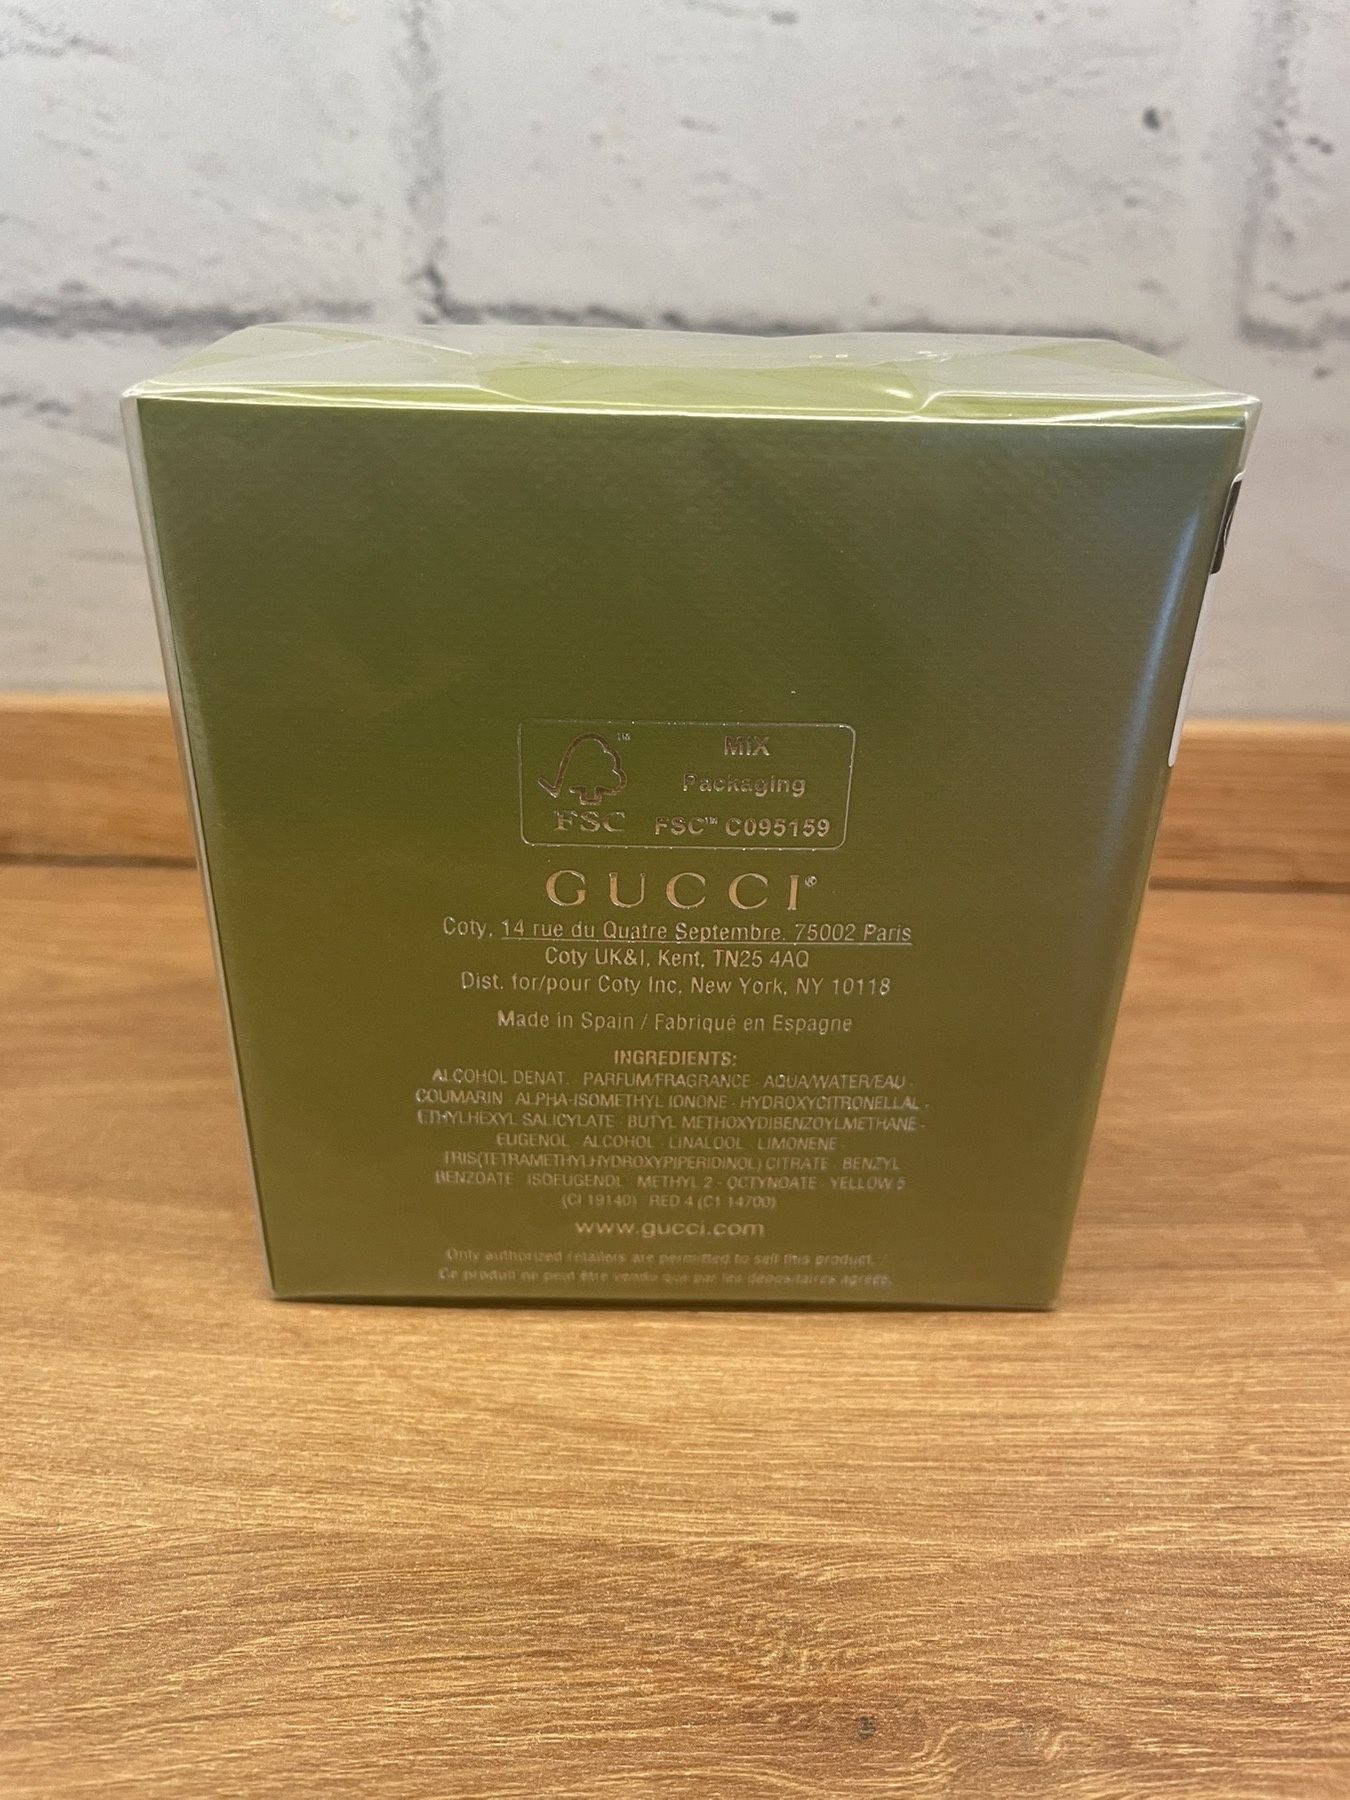 ™
MIX
Packaging
FSC FSC™ C095159
GUCCI®
Coty, 14 rue du Quatre Septembre, 75002 Paris
Coty UK&I, Kent, TN25 4AQ
Dist. for/pour Coty Inc, New York, NY 10118
Made in Spain / Fabriqué en Espagne
INGREDIENTS:
ALCOHOL DENAT. · PARFUM/FRAGRANCE · AQUA/WATER/EAU ·
COUMARIN · ALPHA-ISOMETHYL IONONE · HYDROXYCITRONELLAL ·
ETHYLHEXYL SALICYLATE · BUTYL METHOXYDIBENZOYLMETHANE ·
EUGENOL · ALCOHOL · LINALOOL · LIMONENE ·
TRIS(TETRAMETHYLHYDROXYPIPERIDINOL) CITRATE · BENZYL
BENZOATE · ISOEUGENOL · METHYL 2 - OCTYNOATE · YELLOW 5
(CI 19140) · RED 4 (C1 14700)
www.gucci.com
Only authorized retailers are permitted to sell this product. /
Ce produit ne peut être vendu que par les dépositaires agréés.